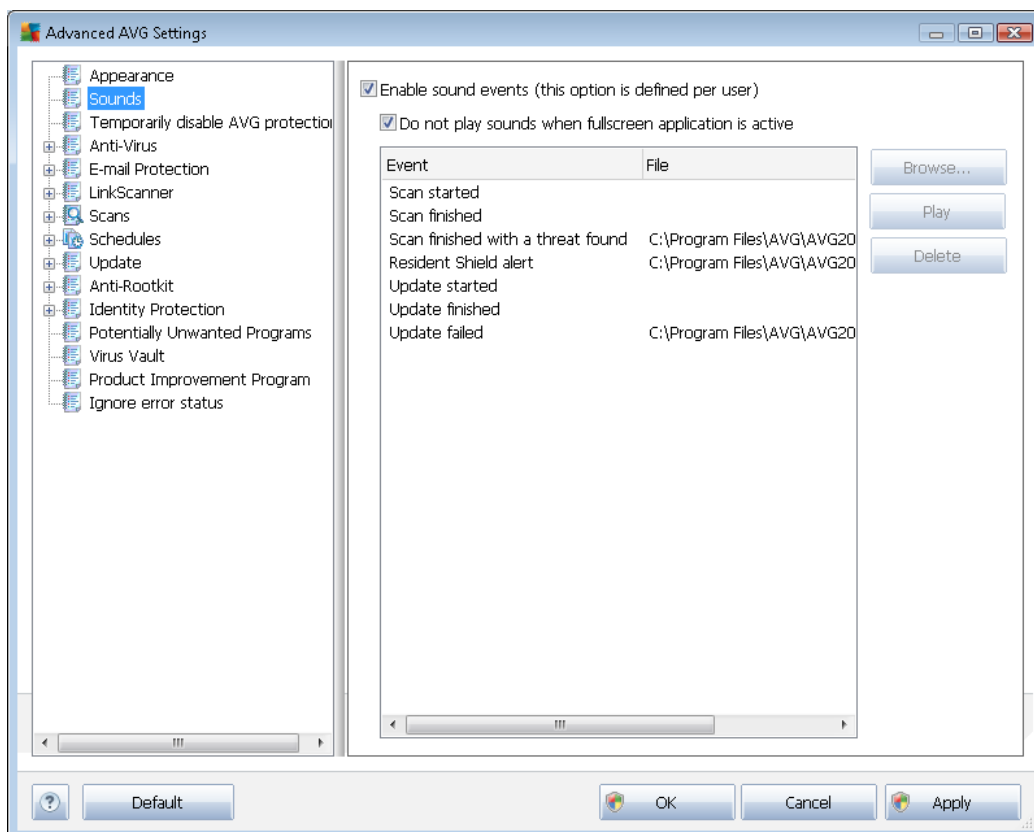 Advanced AVG Settings
Appearance
Sounds
Temporarily disable AVG protection
Anti-Virus
E-mail Protection
LinkScanner
Scans
Schedules
Update
Anti-Rootkit
Identity Protection
Potentially Unwanted Programs
Virus Vault
Product Improvement Program
Ignore error status
Enable sound events (this option is defined per user)
Do not play sounds when fullscreen application is active
Event File
Scan started
Scan finished
Scan finished with a threat found C:\Program Files\AVG\AVG20
Resident Shield alert C:\Program Files\AVG\AVG20
Update started
Update finished
Update failed C:\Program Files\AVG\AVG20
Browse...
Play
Delete
? Default OK Cancel Apply